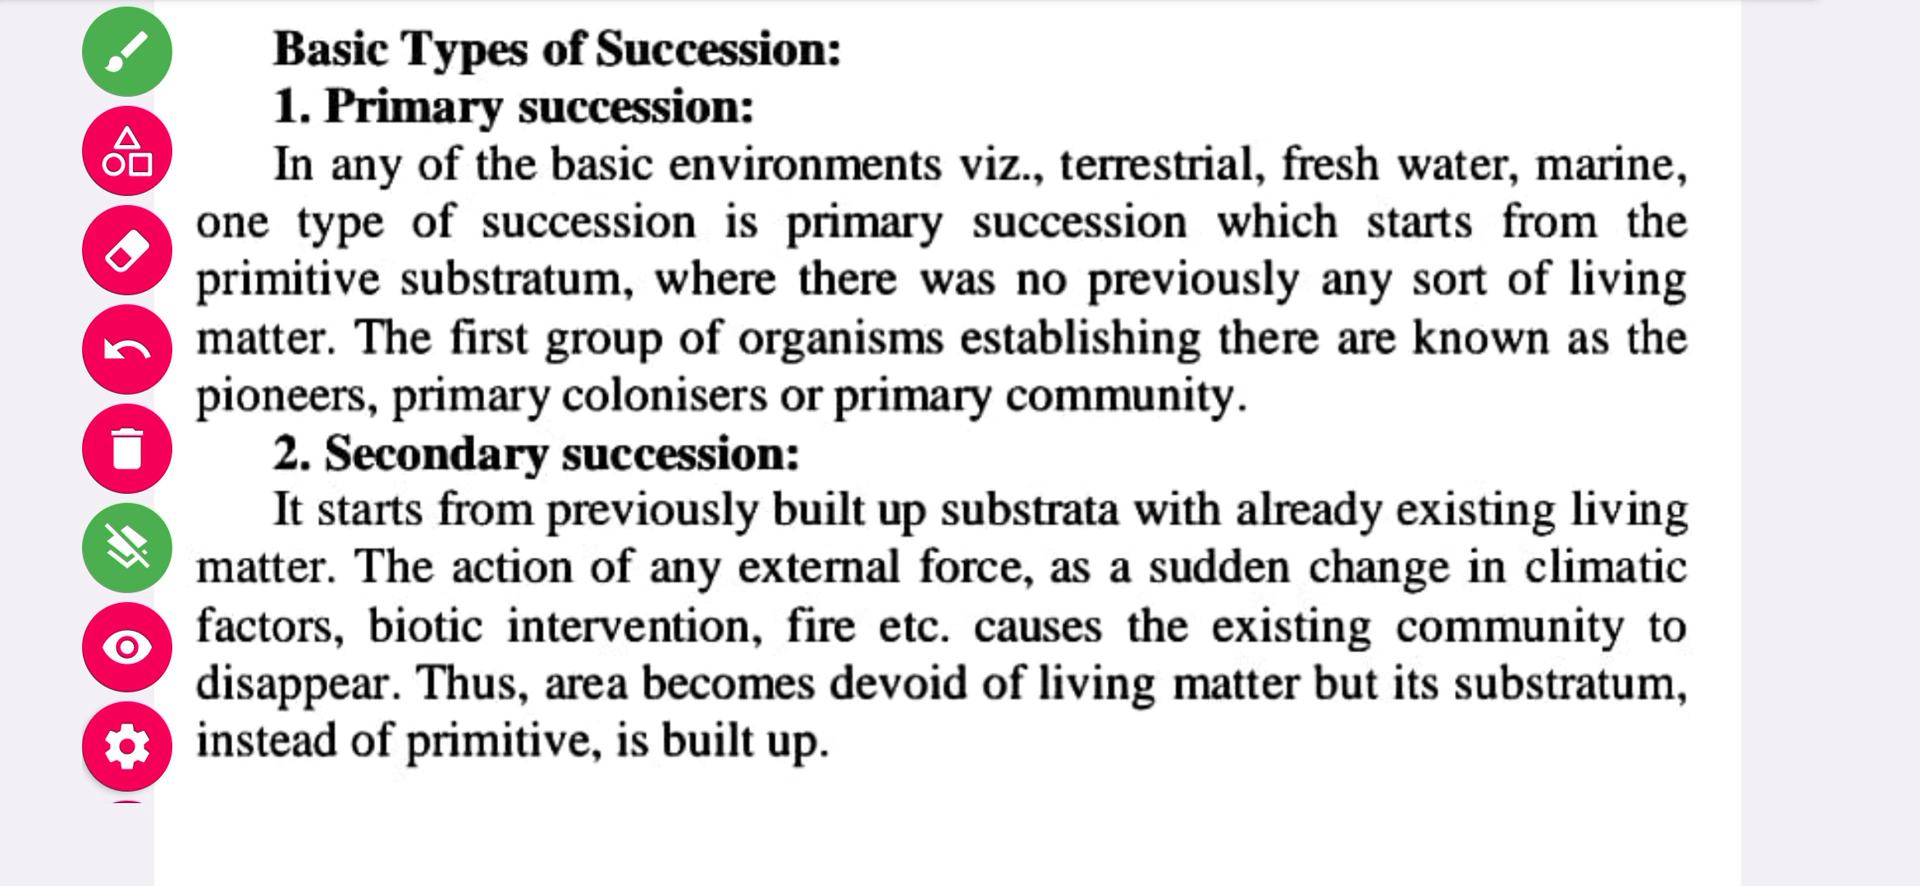 Basic Types of Succession:
1. Primary succession:
In any of the basic environments viz., terrestrial, fresh water, marine,
one type of succession is primary succession which starts from the
primitive substratum, where there was no previously any sort of living
matter. The first group of organisms establishing there are known as the
pioneers, primary colonisers or primary community.
2. Secondary succession:
It starts from previously built up substrata with already existing living
matter. The action of any external force, as a sudden change in climatic
factors, biotic intervention, fire etc. causes the existing community to
disappear. Thus, area becomes devoid of living matter but its substratum,
instead of primitive, is built up.